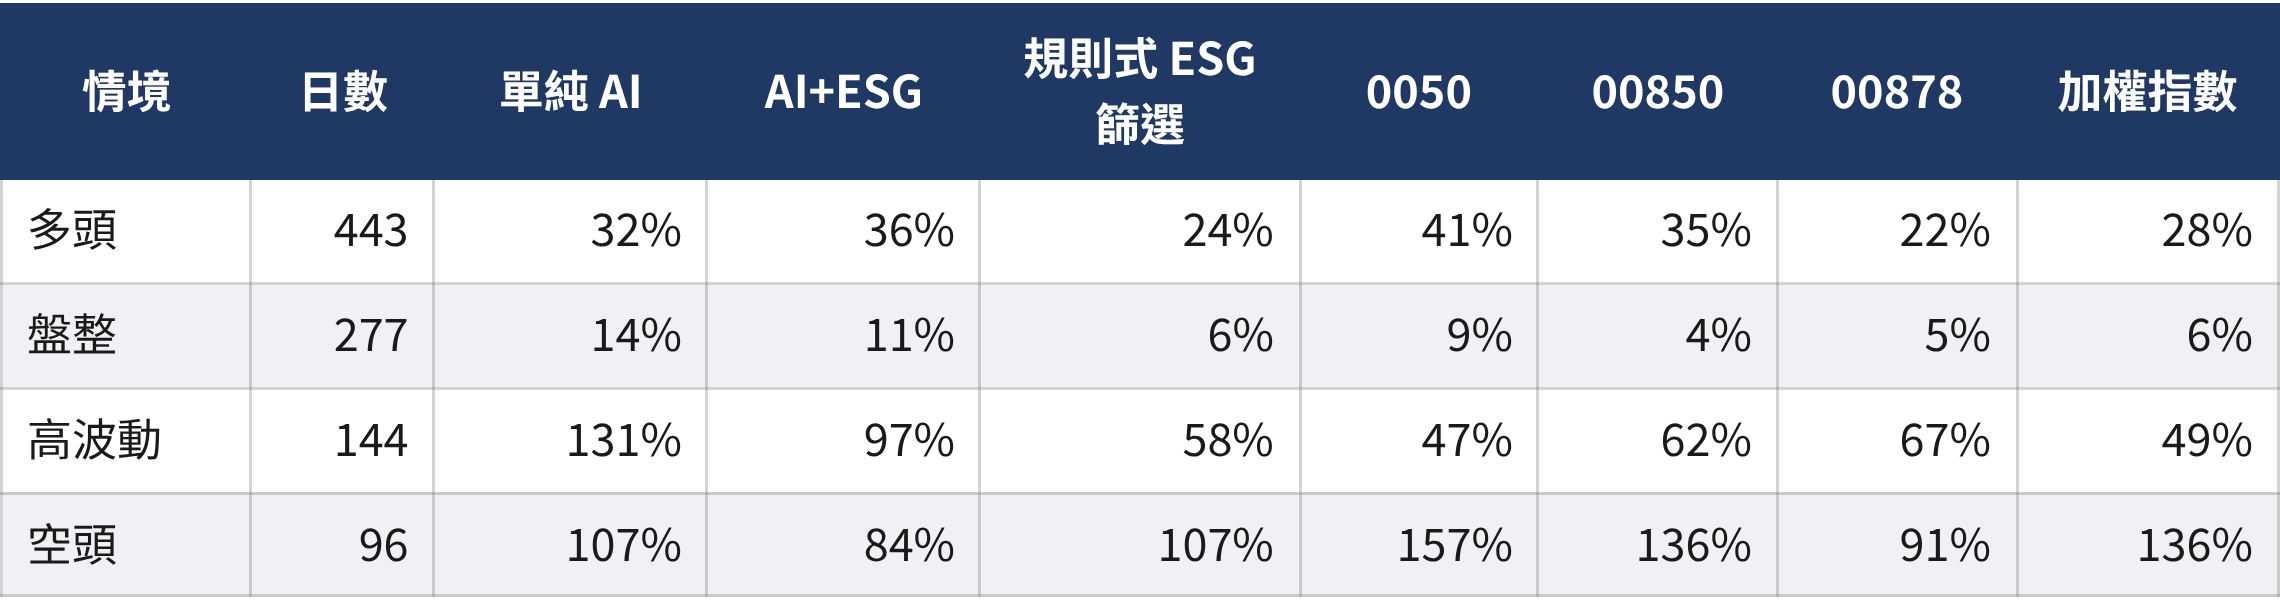 情境 日數 單純 AI AI+ESG 規則式 ESG 篩選 0050 00850 00878 加權指數
多頭 443 32% 36% 24% 41% 35% 22% 28%
盤整 277 14% 11% 6% 9% 4% 5% 6%
高波動 144 131% 97% 58% 47% 62% 67% 49%
空頭 96 107% 84% 107% 157% 136% 91% 136%